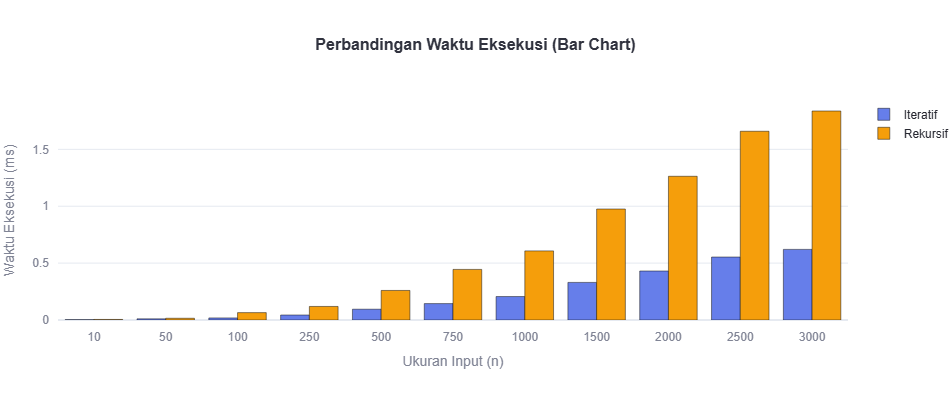 Perbandingan Waktu Eksekusi (Bar Chart)
Iteratif
Rekursif
Waktu Eksekusi (ms)
1.5
1
0.5
0
10 50 100 250 500 750 1000 1500 2000 2500 3000
Ukuran Input (n)